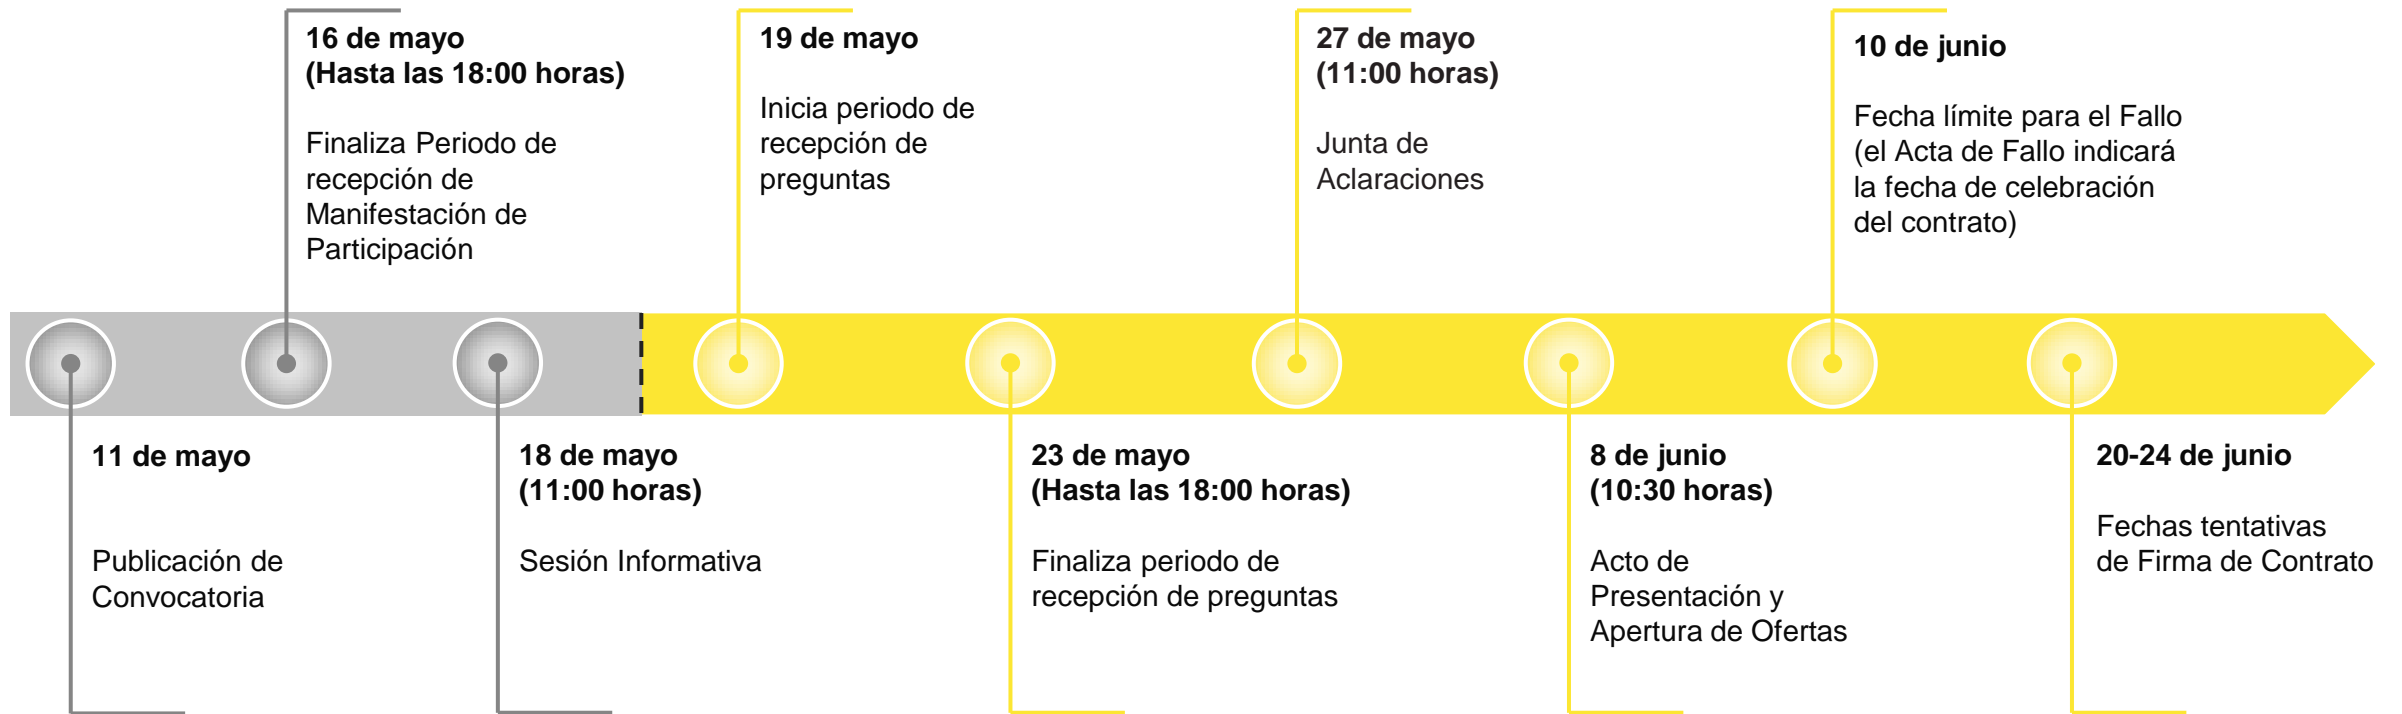 16 de mayo
(Hasta las 18:00 horas)
Finaliza Periodo de
recepción de
Manifestación de
Participación
19 de mayo
Inicia periodo de
recepción de
preguntas
27 de mayo
(11:00 horas)
Junta de
Aclaraciones
10 de junio
Fecha límite para el Fallo
(el Acta de Fallo indicará
la fecha de celebración
del contrato)
11 de mayo
Publicación de
Convocatoria
18 de mayo
(11:00 horas)
Sesión Informativa
23 de mayo
(Hasta las 18:00 horas)
Finaliza periodo de
recepción de preguntas
8 de junio
(10:30 horas)
Acto de
Presentación y
Apertura de Ofertas
20-24 de junio
Fechas tentativas
de Firma de Contrato